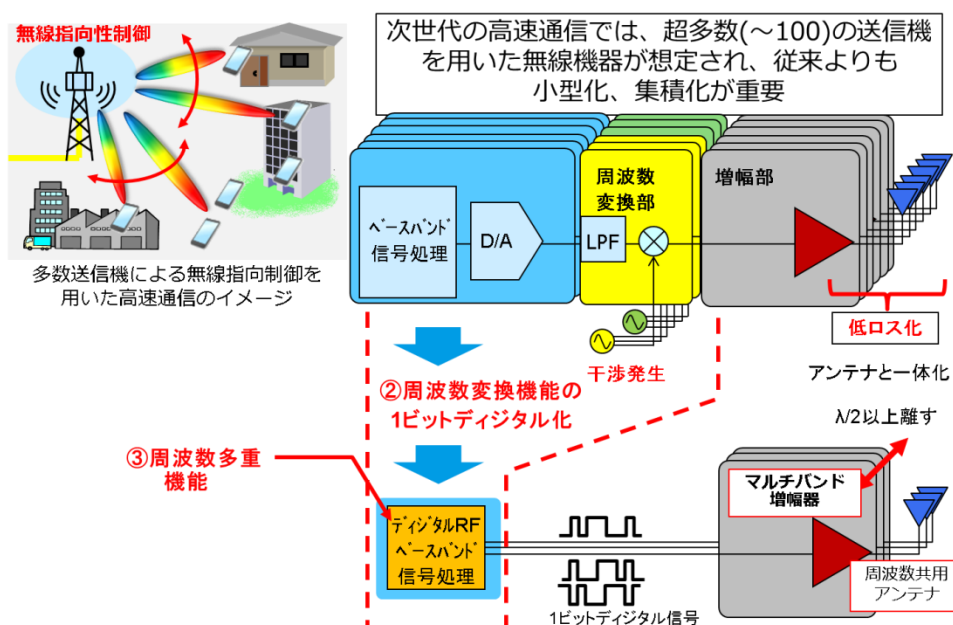 無線指向性制御
多数送信機による無線指向制御を
用いた高速通信のイメージ
次世代の高速通信では、超多数(～100)の送信機
を用いた無線機器が想定され、従来よりも
小型化、集積化が重要
ﾍﾞｰｽﾊﾞﾝﾄﾞ
信号処理
D/A
周波数
変換部
LPF
増幅部
干渉発生
低ロス化
アンテナと一体化
λ/2以上離す
②周波数変換機能の
1ビットディジタル化
③周波数多重
機能
ﾃﾞｨｼﾞﾀﾙRF
ﾍﾞｰｽﾊﾞﾝﾄﾞ
信号処理
1ビットディジタル信号
マルチバンド
増幅器
周波数共用
アンテナ